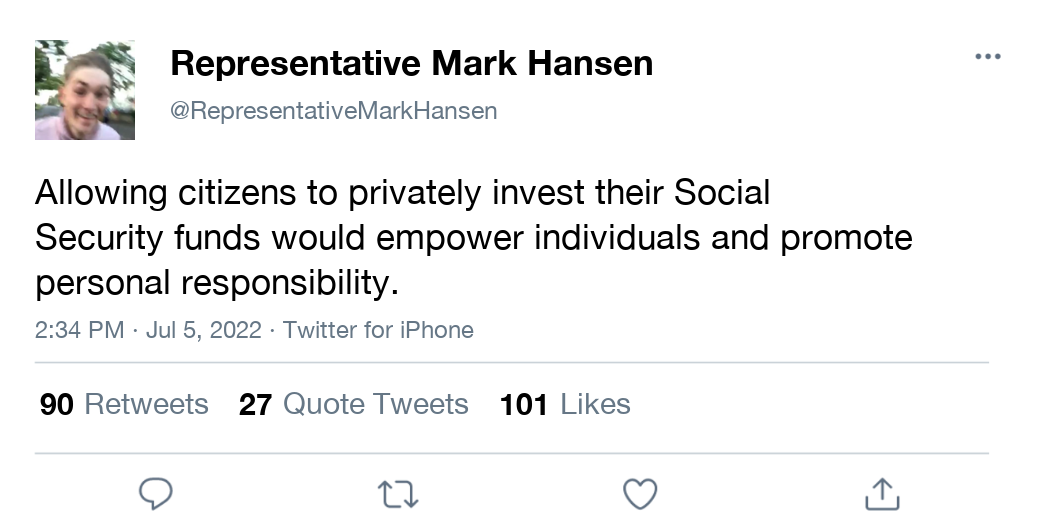 Representative Mark Hansen
@RepresentativeMarkHansen
Allowing citizens to privately invest their Social
Security funds would empower individuals and promote
personal responsibility.
2:34 PM · Jul 5, 2022 · Twitter for iPhone
90 Retweets 27 Quote Tweets 101 Likes